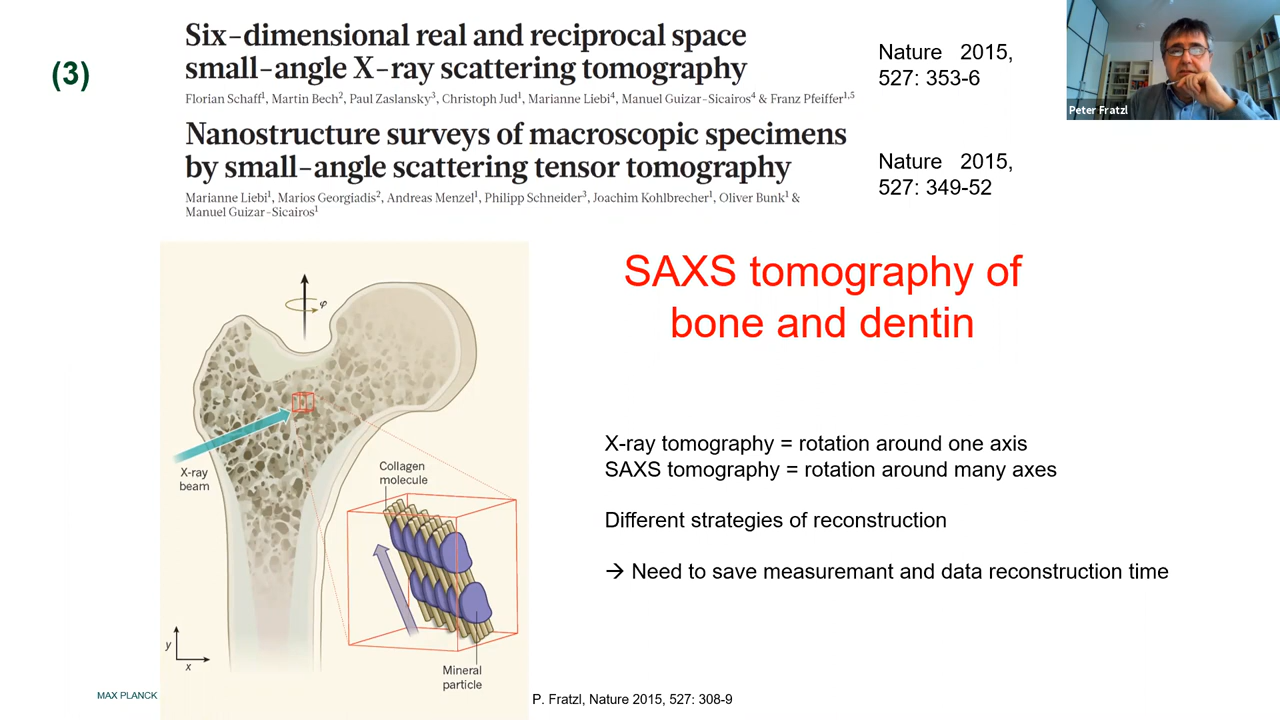 (3)
Six-dimensional real and reciprocal space
small-angle X-ray scattering tomography
Florian Schaff1, Martin Bech2, Paul Zaslansky3, Christoph Jud1, Marianne Liebi4, Manuel Guizar-Sicairos4 & Franz Pfeiffer1,5
Nature 2015,
527: 353-6
Peter Fratzl
Nanostructure surveys of macroscopic specimens
by small-angle scattering tensor tomography
Marianne Liebi1, Marios Georgiadis2, Andreas Menzel1, Philipp Schneider3, Joachim Kohlbrecher1, Oliver Bunk1 &
Manuel Guizar-Sicairos1
Nature 2015,
527: 349-52
SAXS tomography of
bone and dentin
φ
X-ray
beam
Collagen
molecule
Mineral
particle
y
x
X-ray tomography = rotation around one axis
SAXS tomography = rotation around many axes
Different strategies of reconstruction
→ Need to save measuremant and data reconstruction time
MAX PLANCK
P. Fratzl, Nature 2015, 527: 308-9